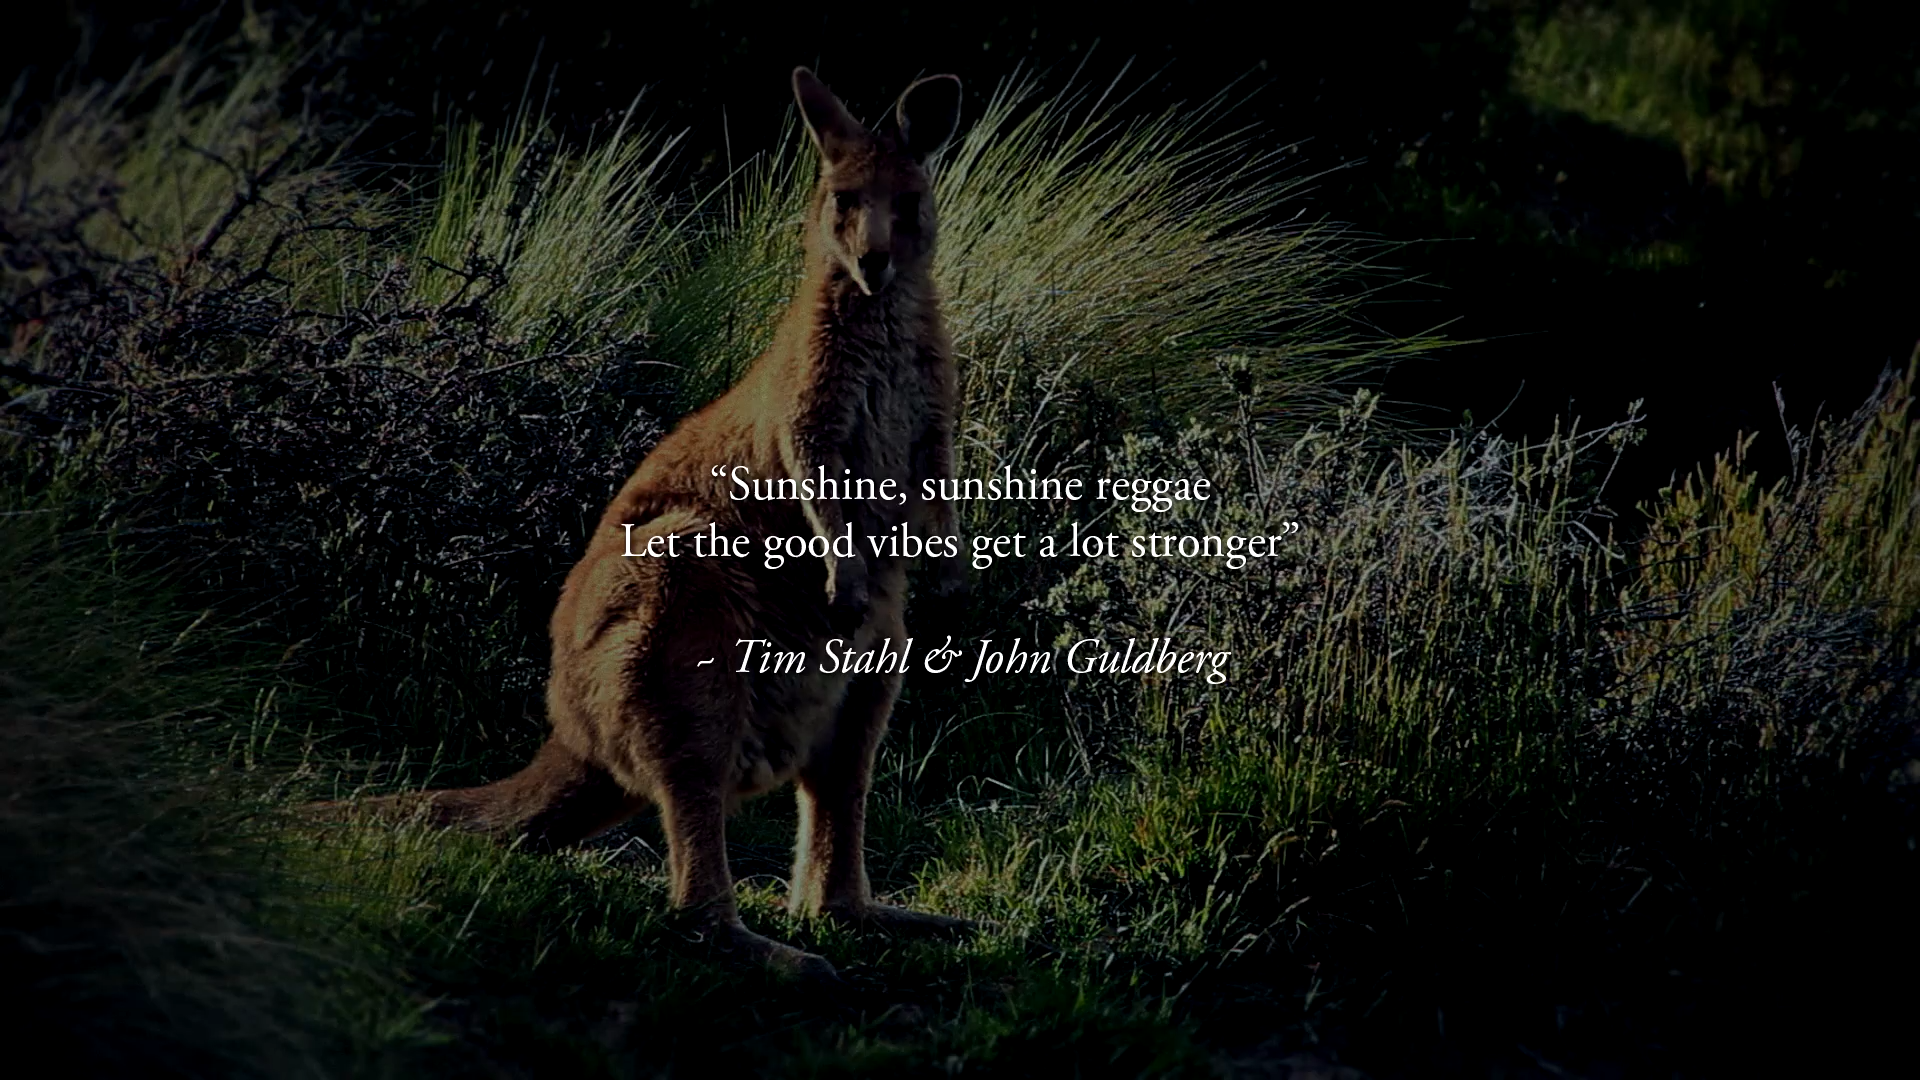 “Sunshine, sunshine reggae
Let the good vibes get a lot stronger”
~ Tim Stahl & John Guldberg